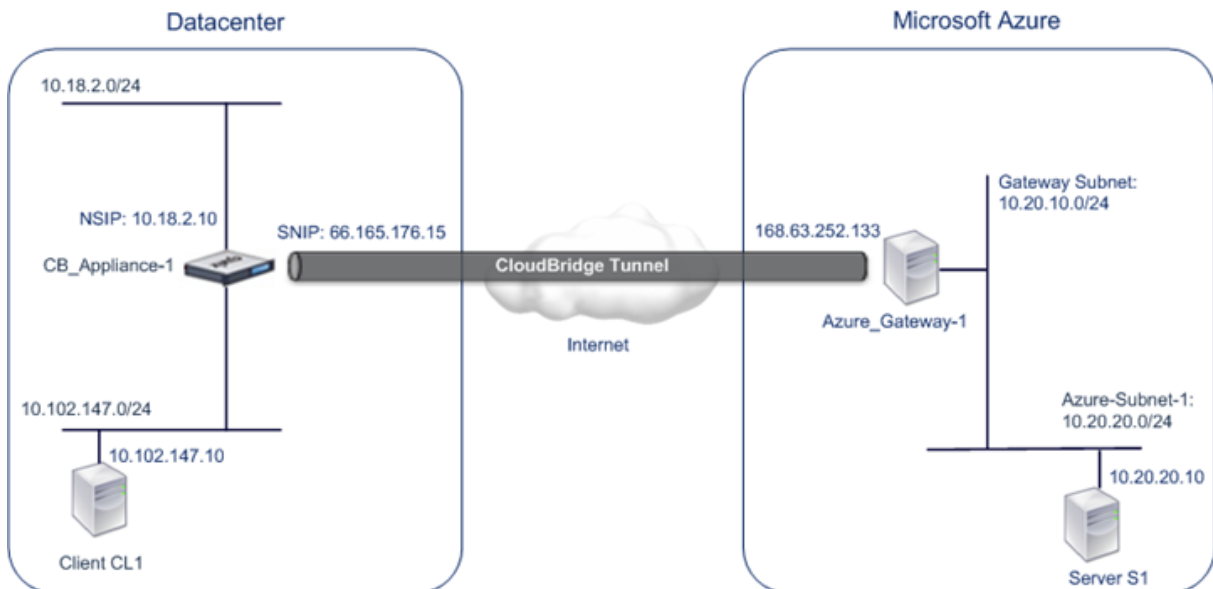 Datacenter
Microsoft Azure
10.18.2.0/24
NSIP: 10.18.2.10
SNIP: 66.165.176.15
CB_Appliance-1
CloudBridge Tunnel
Internet
168.63.252.133
Azure_Gateway-1
Gateway Subnet:
10.20.10.0/24
10.102.147.0/24
10.102.147.10
Client CL1
Azure-Subnet-1:
10.20.20.0/24
10.20.20.10
Server S1